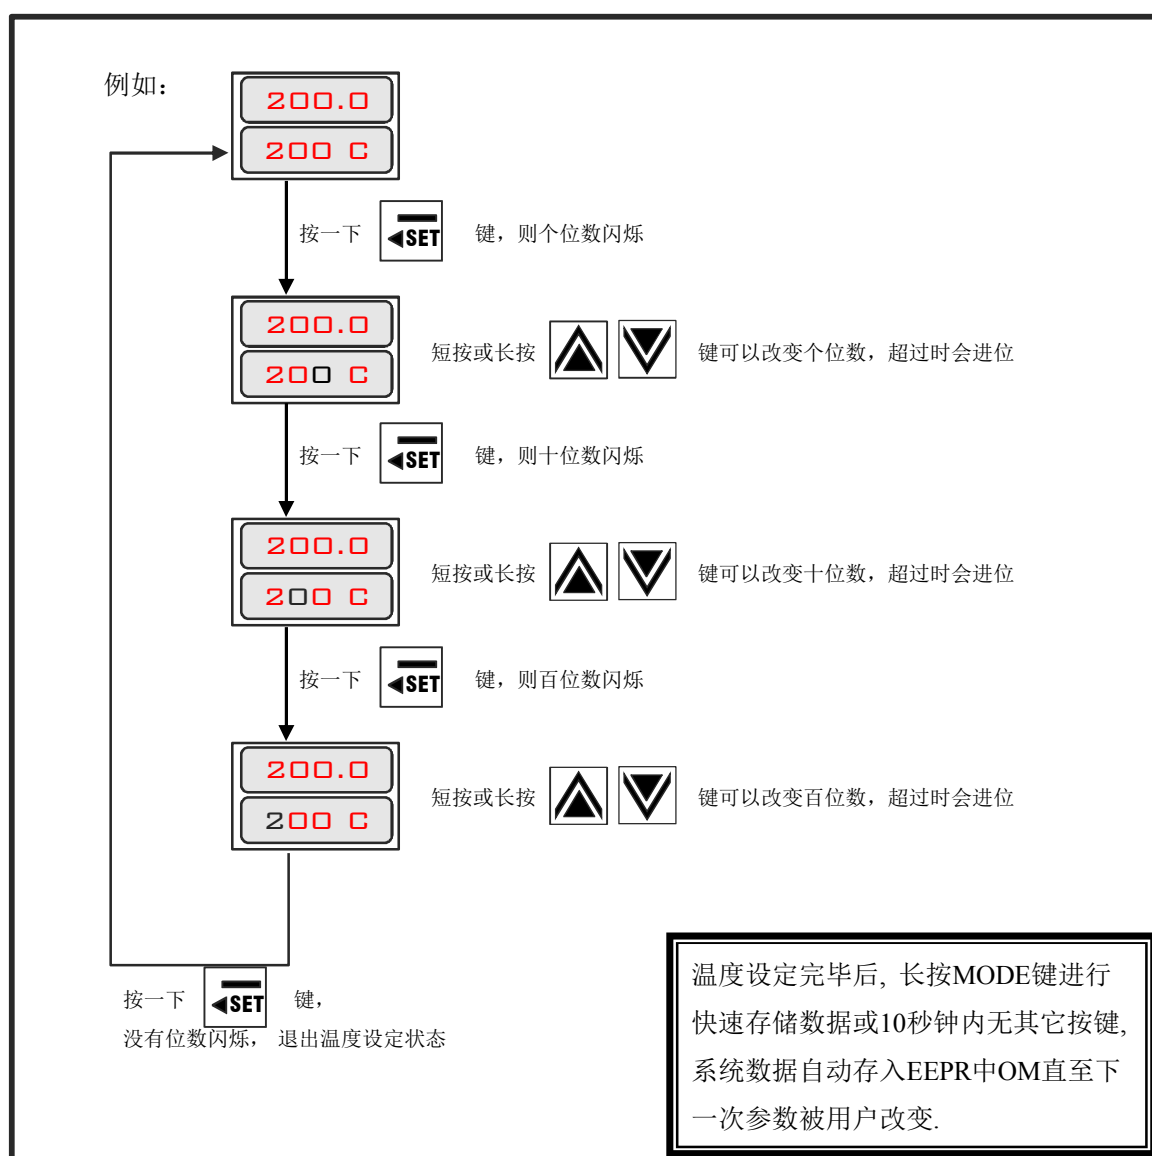 例如：
200.0
200 C
按一下 ◀SET 键，则个位数闪烁
200.0
200 C
短按或长按 键可以改变个位数，超过时会进位
按一下 ◀SET 键，则十位数闪烁
200.0
200 C
短按或长按 键可以改变十位数，超过时会进位
按一下 ◀SET 键，则百位数闪烁
200.0
200 C
短按或长按 键可以改变百位数，超过时会进位
按一下 ◀SET 键，
没有位数闪烁， 退出温度设定状态
温度设定完毕后, 长按MODE键进行
快速存储数据或10秒钟内无其它按键,
系统数据自动存入EEPR中OM直至下
一次参数被用户改变.